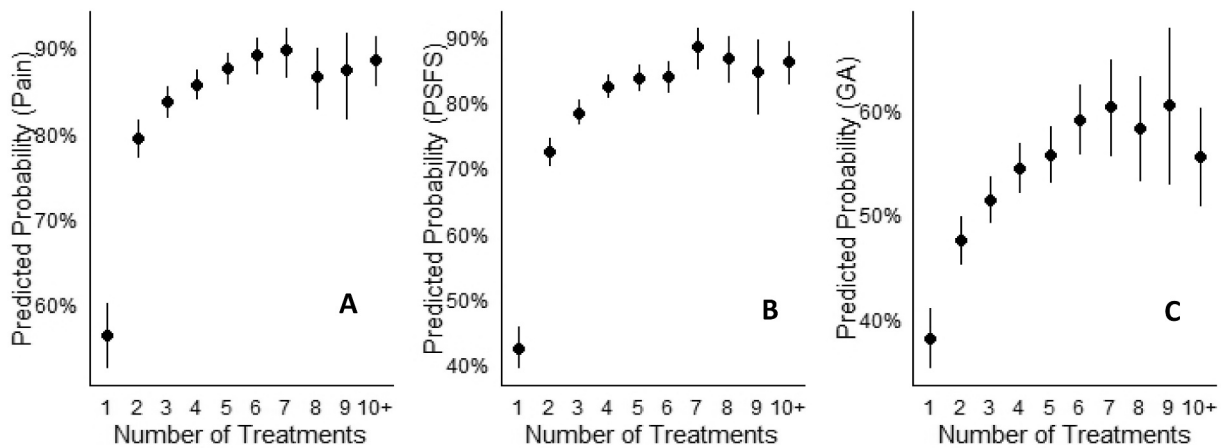 Predicted Probability (Pain)
90%
80%
70%
60%
A
1 2 3 4 5 6 7 8 9 10+
Number of Treatments
Predicted Probability (PSFS)
90%
80%
70%
60%
50%
40%
B
1 2 3 4 5 6 7 8 9 10+
Number of Treatments
Predicted Probability (GA)
60%
50%
40%
C
1 2 3 4 5 6 7 8 9 10+
Number of Treatments